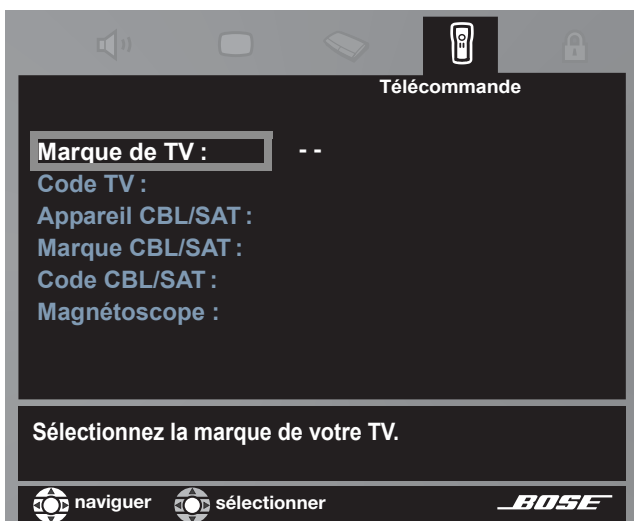 Télécommande
Marque de TV : - -
Code TV :
Appareil CBL/SAT :
Marque CBL/SAT :
Code CBL/SAT :
Magnétoscope :
Sélectionnez la marque de votre TV.
naviguer sélectionner BOSE